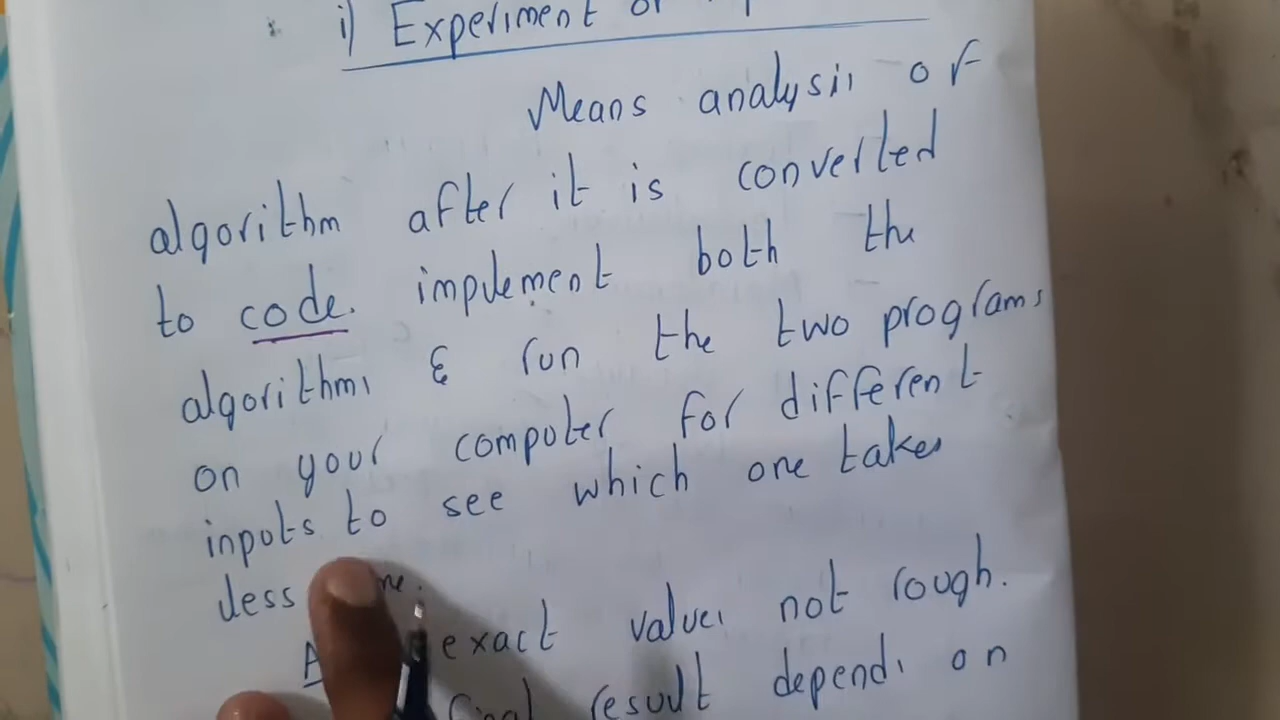 i) Experiment or
Means analysis of
algorithm after it is converted
to code. implement both the
algorithms & run the two programs
on your computer for different
inputs to see which one takes
less
exact values not rough.
final result depends on